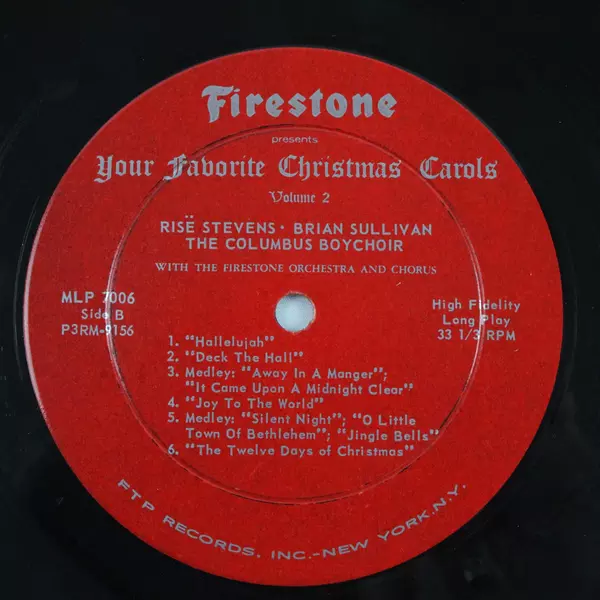 Firestone
presents
Your Favorite Christmas Carols
Volume 2
RISË STEVENS · BRIAN SULLIVAN
THE COLUMBUS BOYCHOIR
WITH THE FIRESTONE ORCHESTRA AND CHORUS
MLP 7006
Side B
P3RM-9156
High Fidelity
Long Play
33 1/3 RPM
1. "Hallelujah"
2. "Deck The Hall"
3. Medley: "Away In A Manger";
"It Came Upon A Midnight Clear"
4. "Joy To The World"
5. Medley: "Silent Night"; "O Little
Town Of Bethlehem"; "Jingle Bells"
6. "The Twelve Days of Christmas"
FTP RECORDS, INC.-NEW YORK, N.Y.